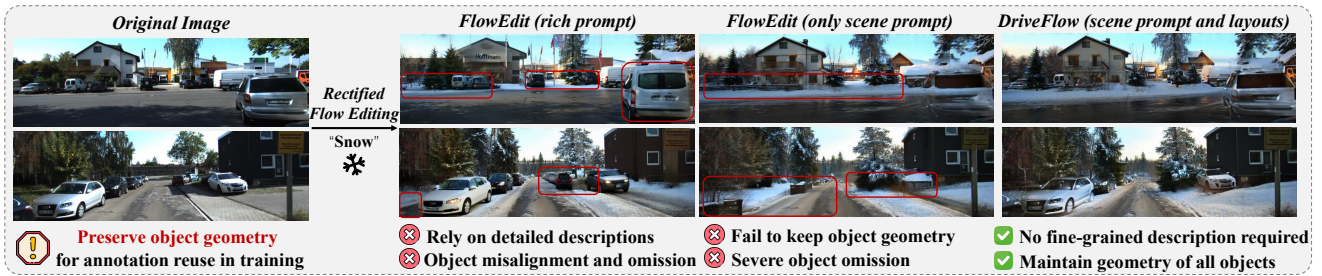 Original Image
FlowEdit (rich prompt)
FlowEdit (only scene prompt)
DriveFlow (scene prompt and layouts)
Hoffmann
Rectified
Flow Editing
“Snow”
Preserve object geometry
for annotation reuse in training
Rely on detailed descriptions
Object misalignment and omission
Fail to keep object geometry
Severe object omission
No fine-grained description required
Maintain geometry of all objects